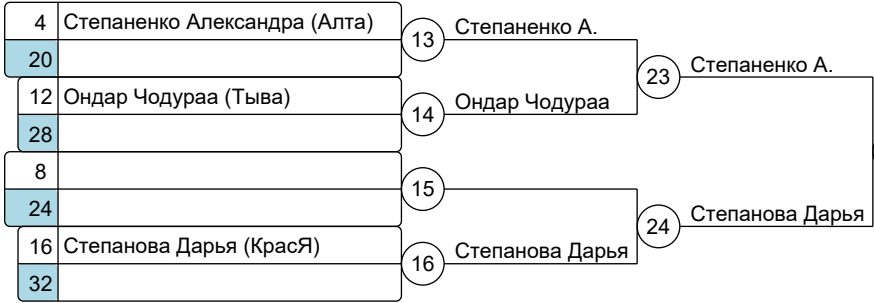 4 Степаненко Александра (Алта)
20
13 Степаненко А.
12 Ондар Чодураа (Тыва)
28
14 Ондар Чодураа
23 Степаненко А.
8
24
15
16 Степанова Дарья (КрасЯ)
32
16 Степанова Дарья
24 Степанова Дарья